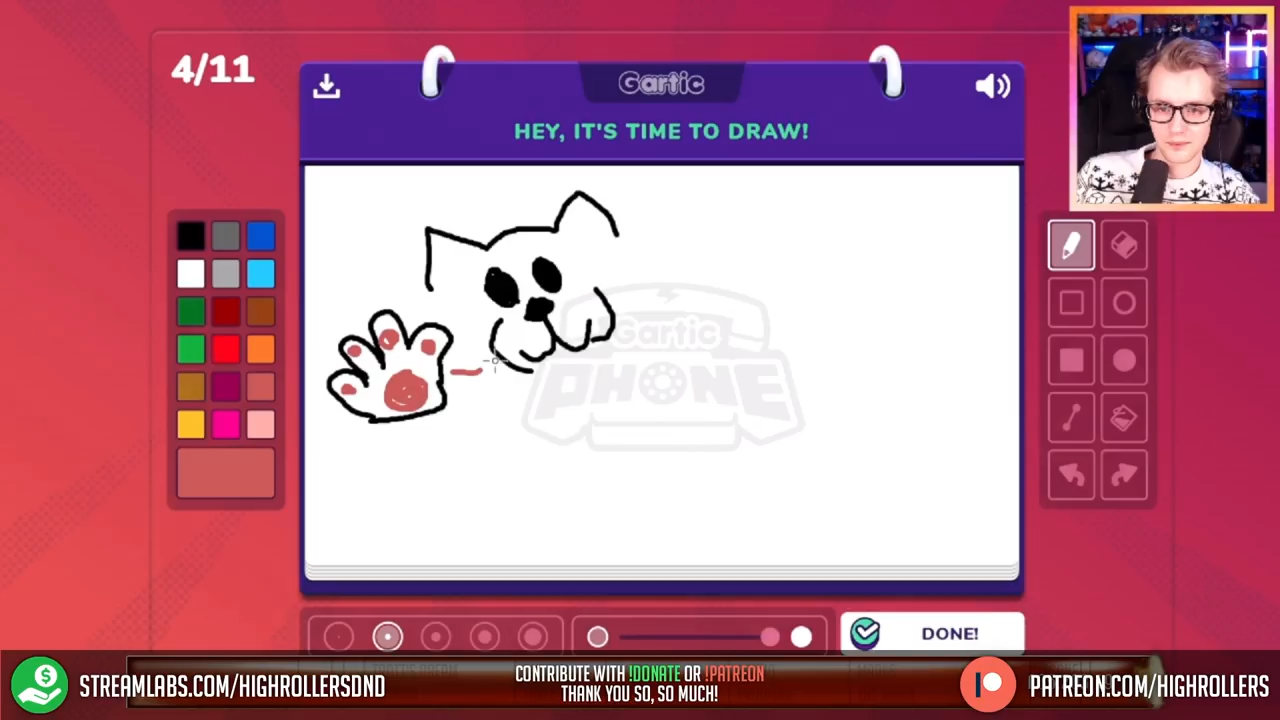 4/11
Gartic
HEY, IT'S TIME TO DRAW!
HR
Gartic
PHONE
DONE!
STREAMLABS.COM/HIGHROLLERSDND
CONTRIBUTE WITH !DONATE OR !PATREON
THANK YOU SO, SO MUCH!
PATREON.COM/HIGHROLLERS